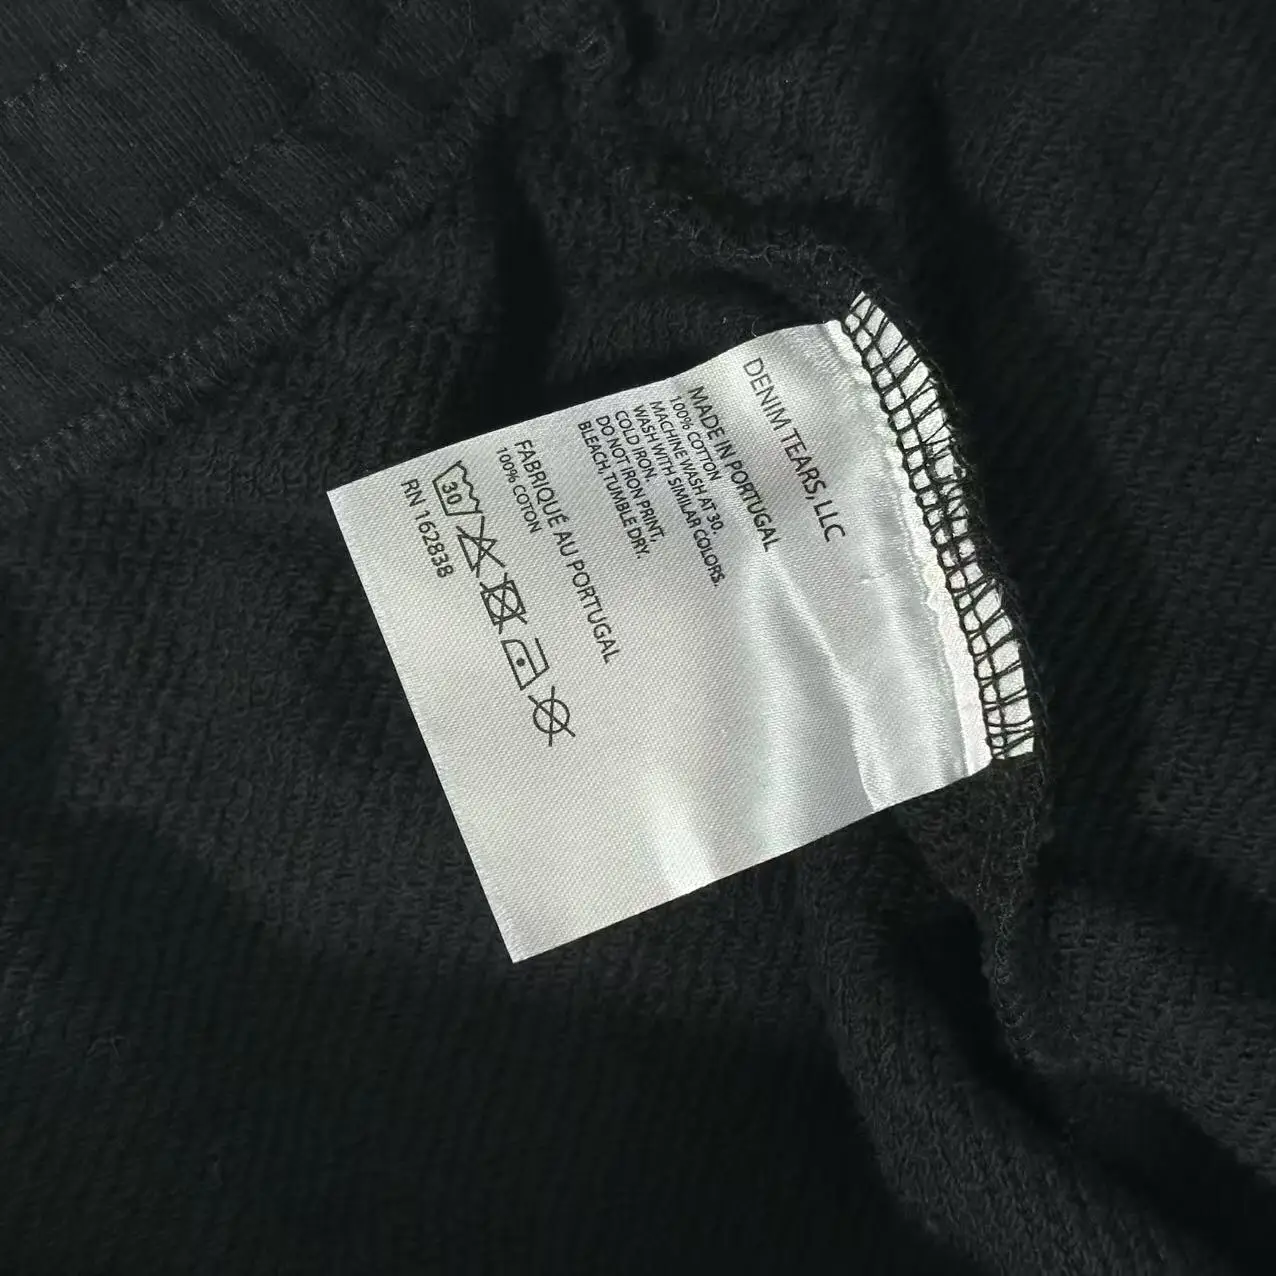 DENIM TEARS, LLC
MADE IN PORTUGAL
100% COTTON
MACHINE WASH AT 30.
WASH WITH SIMILAR COLORS.
COLD IRON.
DO NOT IRON PRINT,
BLEACH, TUMBLE DRY.
FABRIQUÉ AU PORTUGAL
100% COTON
30
RN 162838